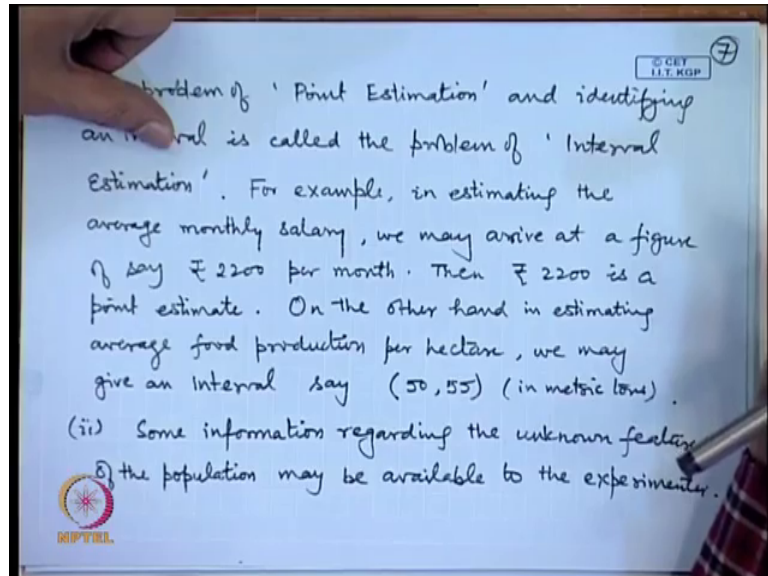 © CET
I.I.T. KGP
7
problem of 'Point Estimation' and identifying
an interval is called the problem of 'Interval
Estimation'. For example, in estimating the
average monthly salary, we may arrive at a figure
of say ₹ 2200 per month. Then ₹ 2200 is a
point estimate. On the other hand in estimating
average food production per hectare, we may
give an interval say (50, 55) (in metric tons).
(ii) Some information regarding the unknown feature
of the population may be available to the experimenter.
NPTEL